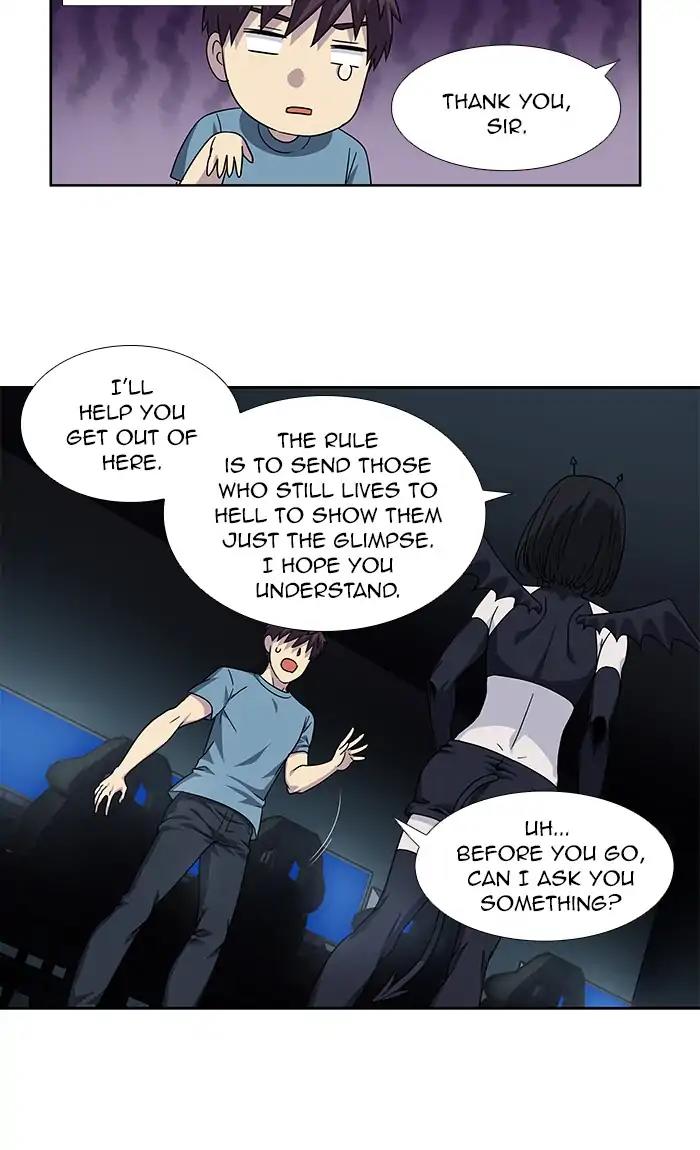 THANK YOU,
SIR.
I'LL
HELP YOU
GET OUT OF
HERE.
THE RULE
IS TO SEND THOSE
WHO STILL LIVES TO
HELL TO SHOW THEM
JUST THE GLIMPSE.
I HOPE YOU
UNDERSTAND.
UH...
BEFORE YOU GO,
CAN I ASK YOU
SOMETHING?